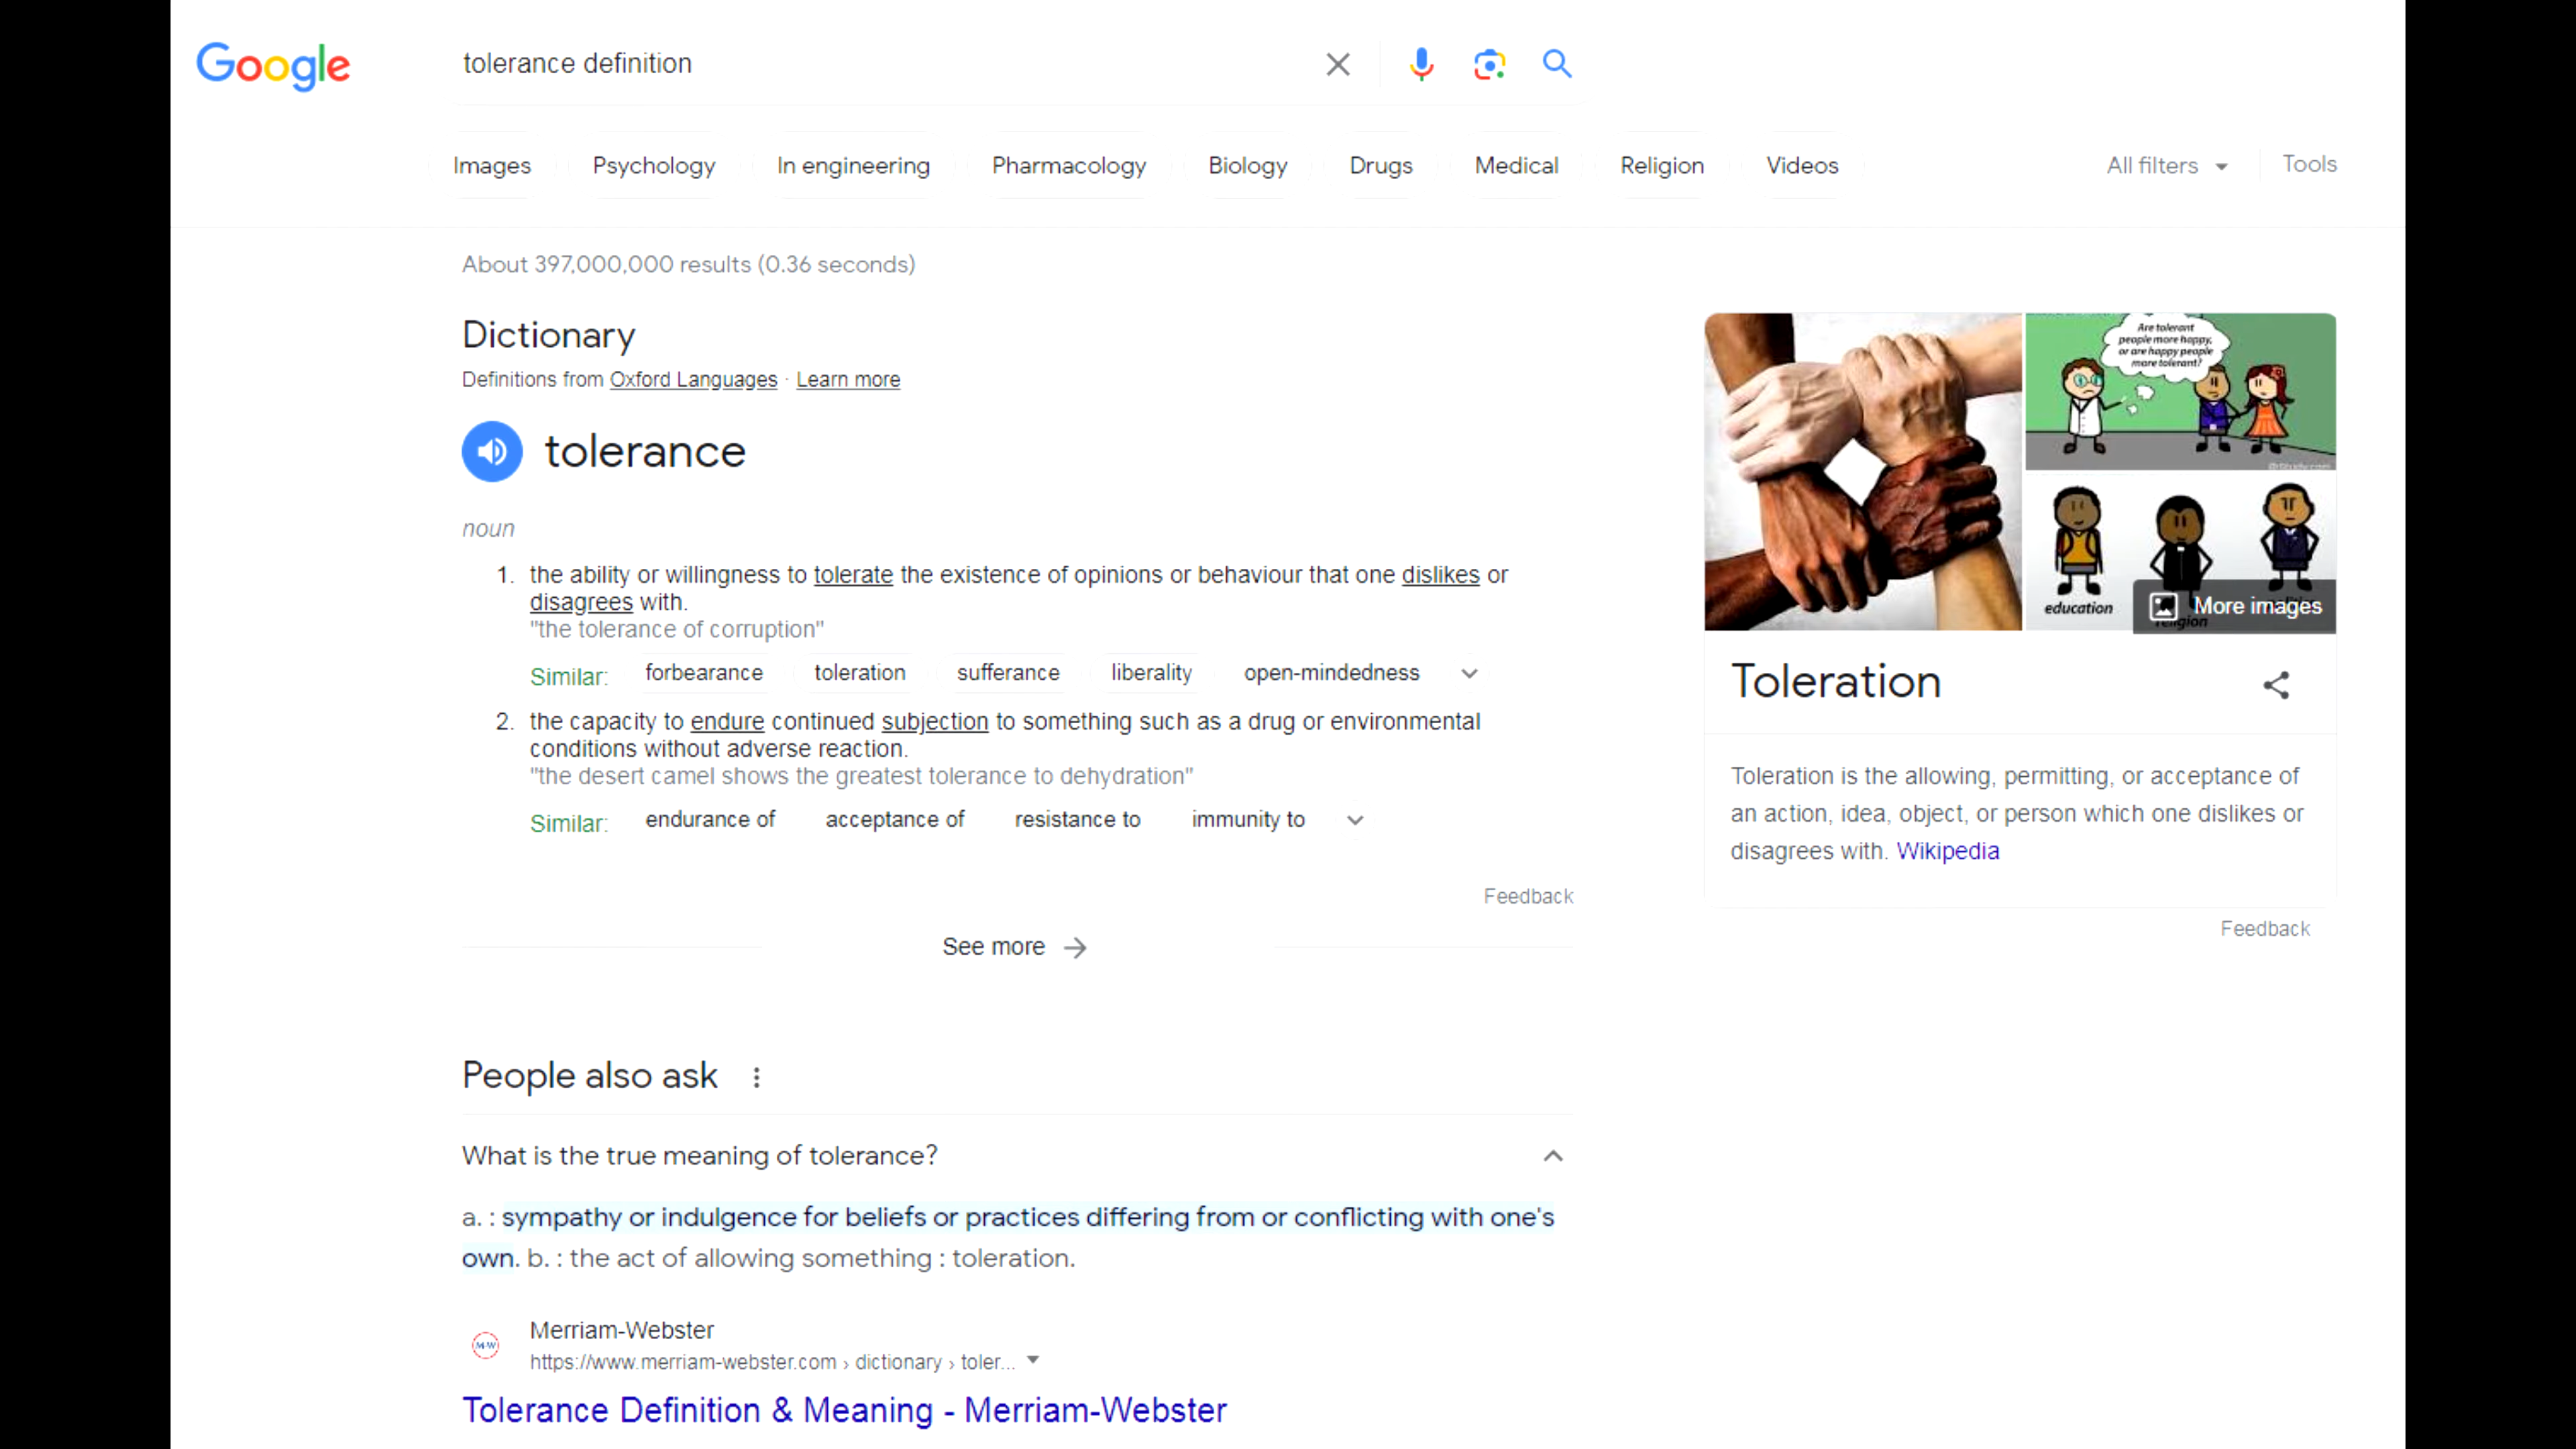 Google
tolerance definition
Images Psychology In engineering Pharmacology Biology Drugs Medical Religion Videos All filters Tools
About 397,000,000 results (0.36 seconds)
Dictionary
Definitions from Oxford Languages · Learn more
tolerance
noun
1. the ability or willingness to tolerate the existence of opinions or behaviour that one dislikes or
disagrees with.
"the tolerance of corruption"
Similar: forbearance toleration sufferance liberality open-mindedness
2. the capacity to endure continued subjection to something such as a drug or environmental
conditions without adverse reaction.
"the desert camel shows the greatest tolerance to dehydration"
Similar: endurance of acceptance of resistance to immunity to
Feedback
See more
People also ask
What is the true meaning of tolerance?
a. : sympathy or indulgence for beliefs or practices differing from or conflicting with one's
own. b. : the act of allowing something : toleration.
M-W
Merriam-Webster
https://www.merriam-webster.com › dictionary › toler...
Tolerance Definition & Meaning - Merriam-Webster
Are tolerant
people more happy,
or are happy people
more tolerant?
education
More images
Toleration
Toleration is the allowing, permitting, or acceptance of
an action, idea, object, or person which one dislikes or
disagrees with. Wikipedia
Feedback